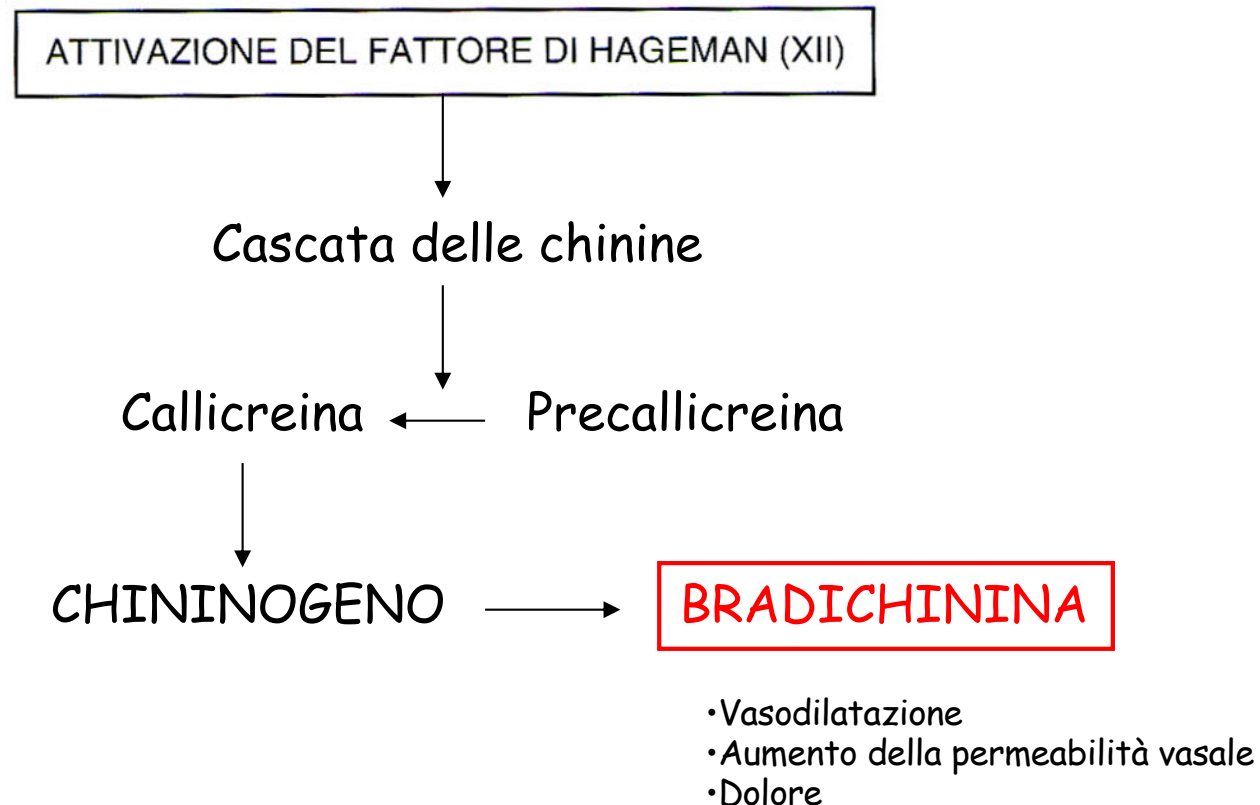 ATTIVAZIONE DEL FATTORE DI HAGEMAN (XII)
Cascata delle chinine
Callicreina Precallicreina
CHININOGENO BRADICHININA
•Vasodilatazione
•Aumento della permeabilità vasale
•Dolore